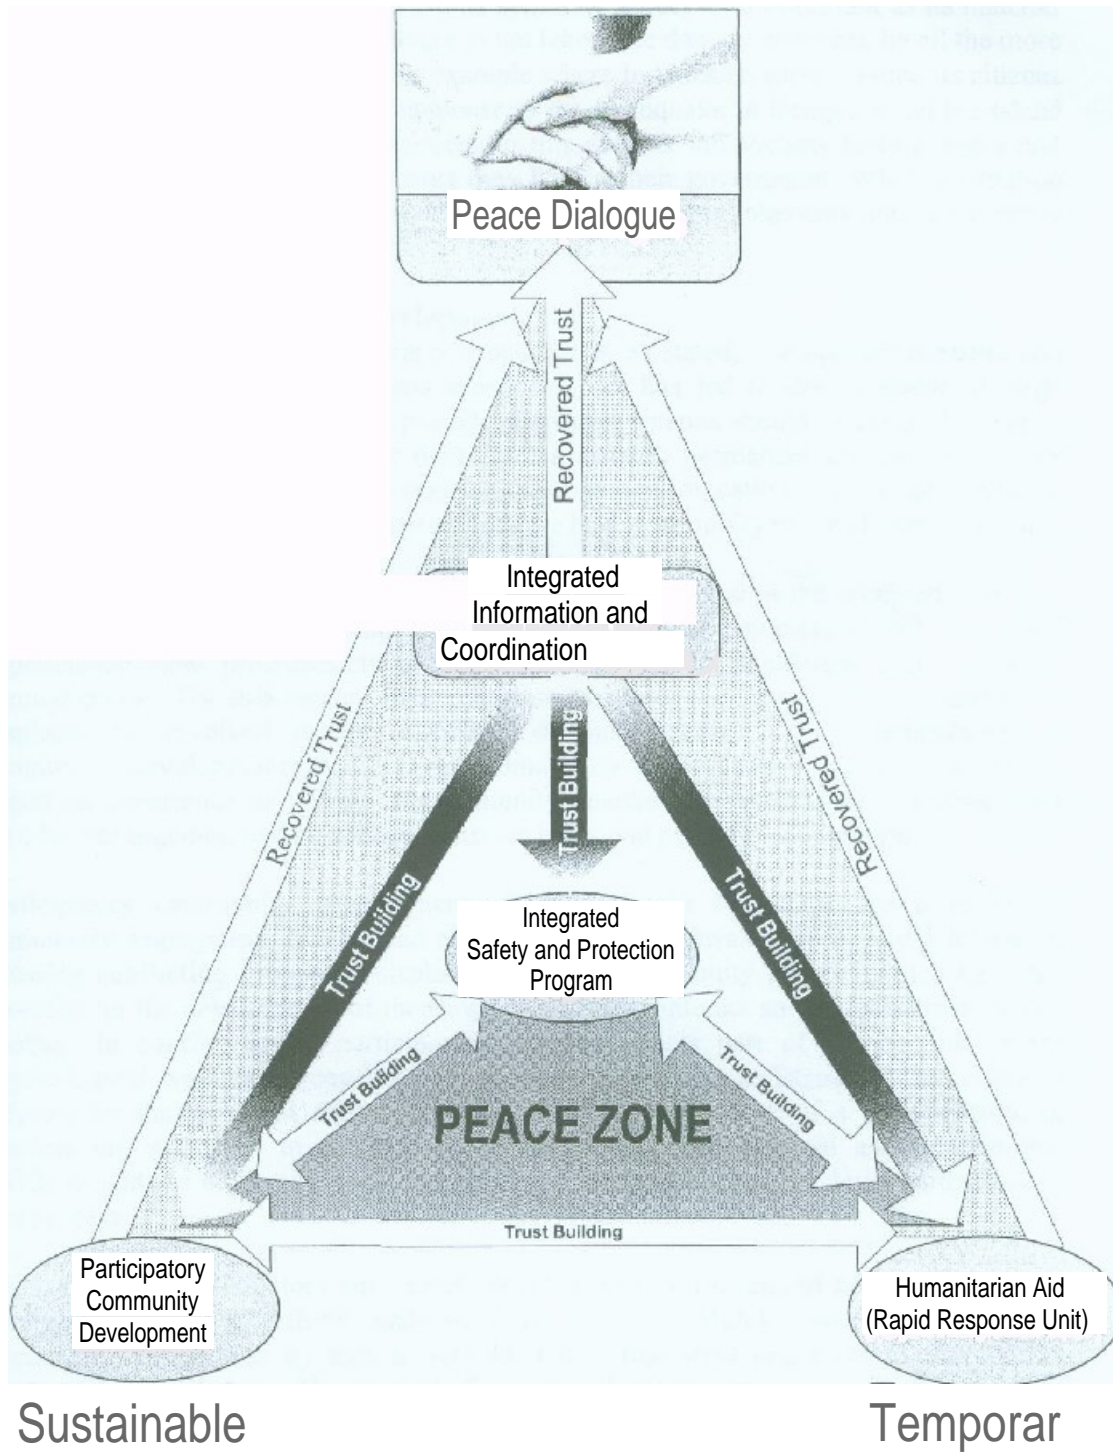 Peace Dialogue
Recovered Trust
Integrated
Information and
Coordination
Recovered Trust
Recovered Trust
Trust Building
Trust Building
Trust Building
Integrated
Safety and Protection
Program
Trust Building
Trust Building
PEACE ZONE
Trust Building
Participatory
Community
Development
Humanitarian Aid
(Rapid Response Unit)
Sustainable
Temporar